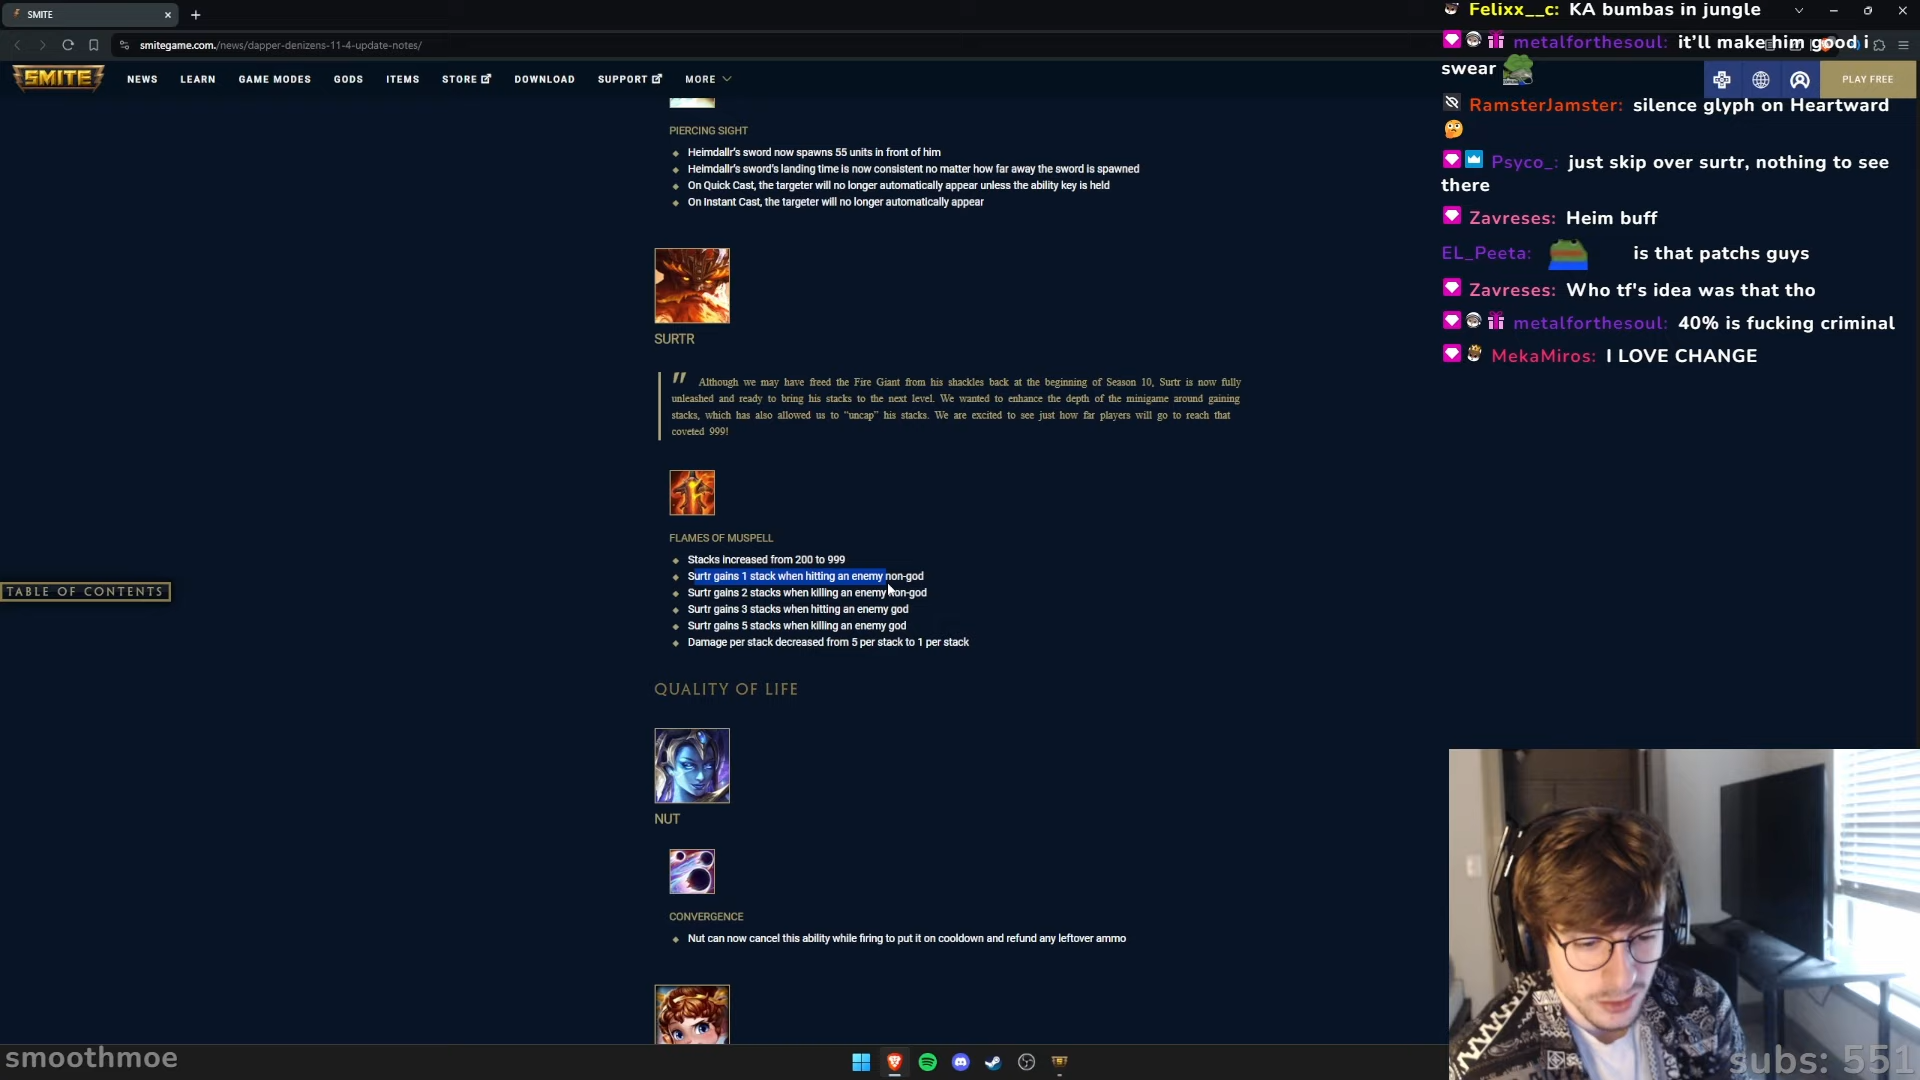 SMITE
smitegame.com./news/dapper-denizens-11-4-update-notes/
SMITE
NEWS
LEARN
GAME MODES
GODS
ITEMS
STORE
DOWNLOAD
SUPPORT
MORE
PLAY FREE
PIERCING SIGHT
Heimdallr's sword now spawns 55 units in front of him
Heimdallr's sword's landing time is now consistent no matter how far away the sword is spawned
On Quick Cast, the targeter will no longer automatically appear unless the ability key is held
On Instant Cast, the targeter will no longer automatically appear
SURTR
" Although we may have freed the Fire Giant from his shackles back at the beginning of Season 10, Surtr is now fully
unleashed and ready to bring his stacks to the next level. We wanted to enhance the depth of the minigame around gaining
stacks, which has also allowed us to “uncap” his stacks. We are excited to see just how far players will go to reach that
coveted 999!
FLAMES OF MUSPELL
Stacks increased from 200 to 999
Surtr gains 1 stack when hitting an enemy non-god
Surtr gains 2 stacks when killing an enemy non-god
Surtr gains 3 stacks when hitting an enemy god
Surtr gains 5 stacks when killing an enemy god
Damage per stack decreased from 5 per stack to 1 per stack
TABLE OF CONTENTS
QUALITY OF LIFE
NUT
CONVERGENCE
Nut can now cancel this ability while firing to put it on cooldown and refund any leftover ammo
Felixx__c: KA bumbas in jungle
metalforthesoul: it'll make him good i
swear
RamsterJamster: silence glyph on Heartward
Psyco_: just skip over surtr, nothing to see
there
Zavreses: Heim buff
EL_Peeta: is that patchs guys
Zavreses: Who tf's idea was that tho
metalforthesoul: 40% is fucking criminal
MekaMiros: I LOVE CHANGE
smoothmoe
subs: 551